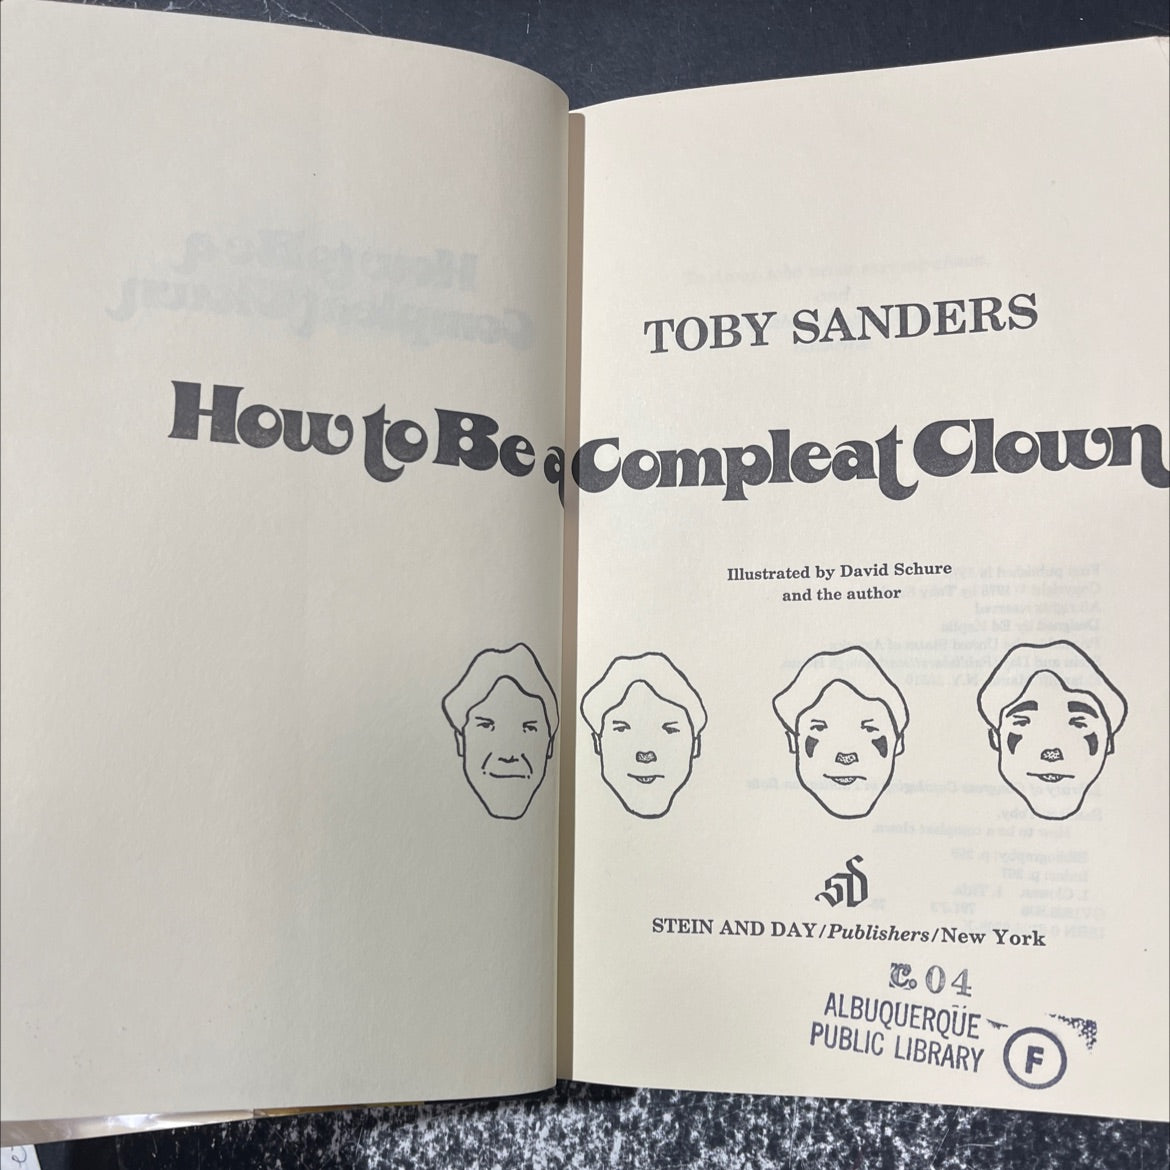 TOBY SANDERS
How to Be a Compleat Clown
Illustrated by David Schure
and the author
SD
STEIN AND DAY/Publishers/New York
C. 04
ALBUQUERQUE
PUBLIC LIBRARY
F